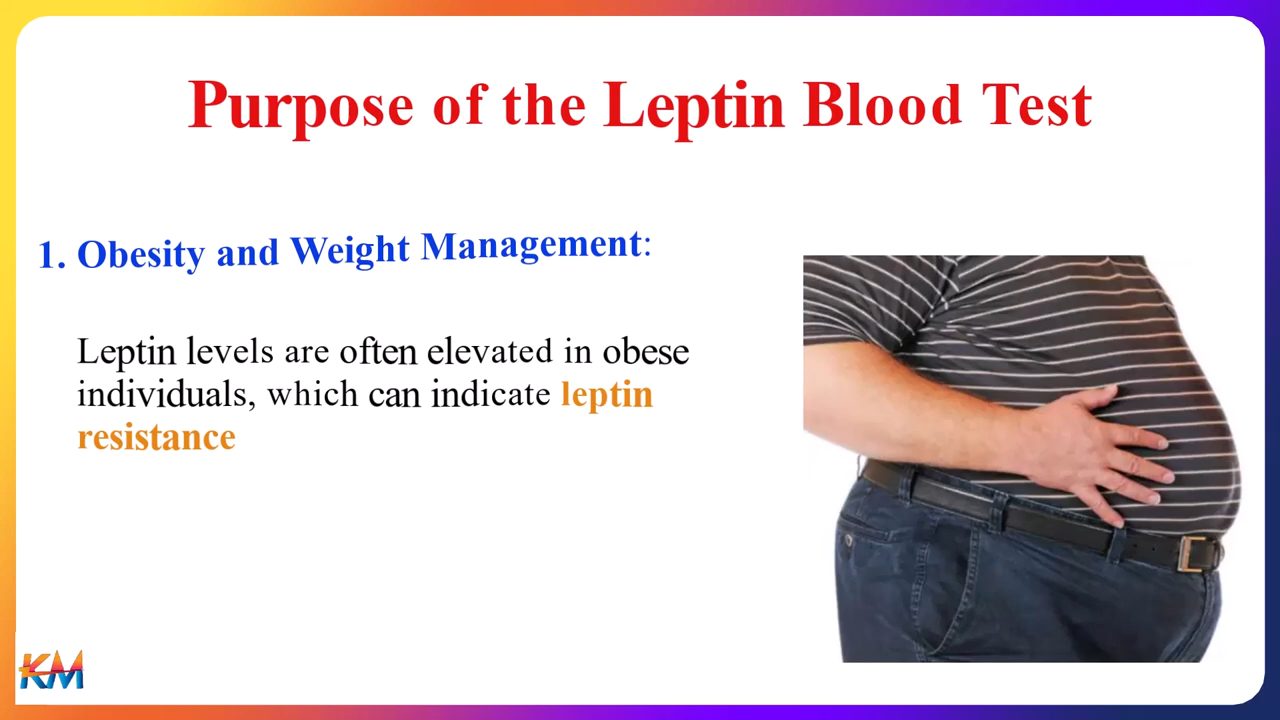 Purpose of the Leptin Blood Test
1. Obesity and Weight Management:
Leptin levels are often elevated in obese
individuals, which can indicate leptin
resistance
KM